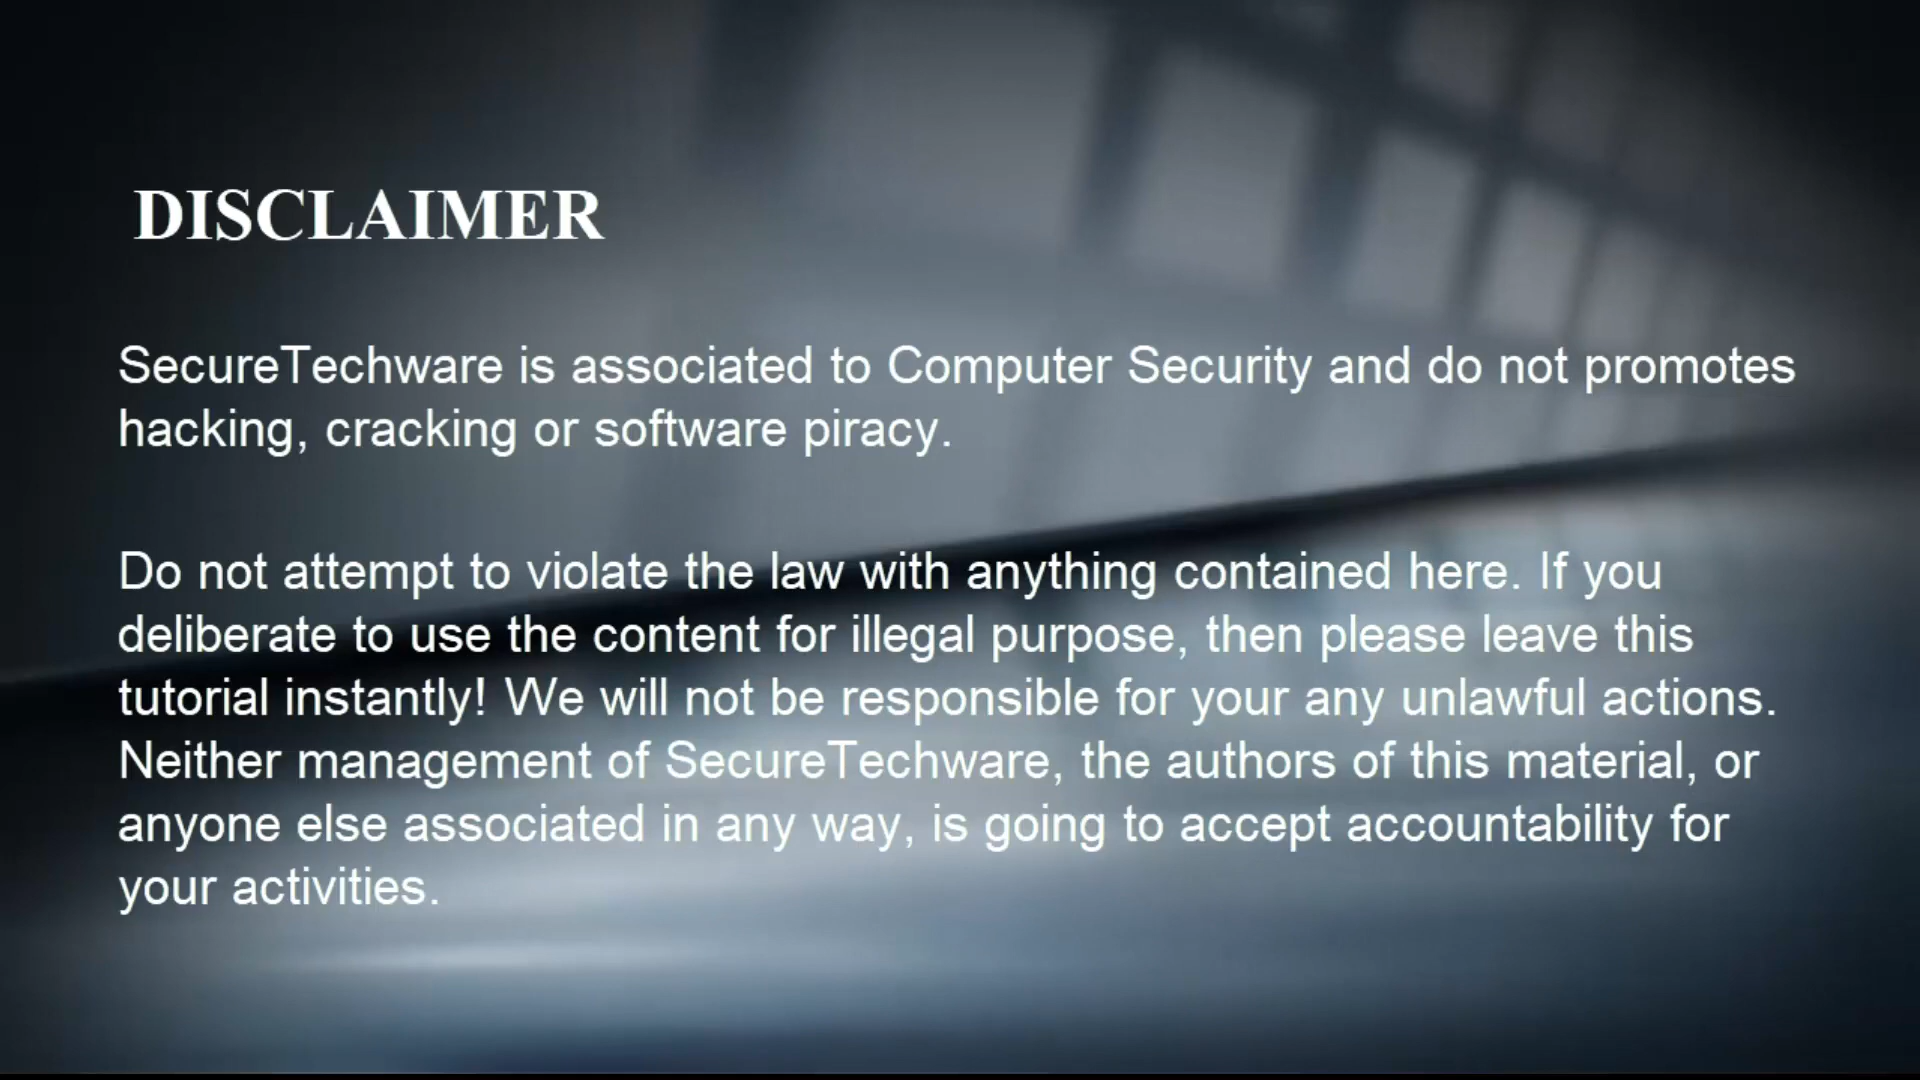 DISCLAIMER
SecureTechware is associated to Computer Security and do not promotes
hacking, cracking or software piracy.
Do not attempt to violate the law with anything contained here. If you
deliberate to use the content for illegal purpose, then please leave this
tutorial instantly! We will not be responsible for your any unlawful actions.
Neither management of SecureTechware, the authors of this material, or
anyone else associated in any way, is going to accept accountability for
your activities.